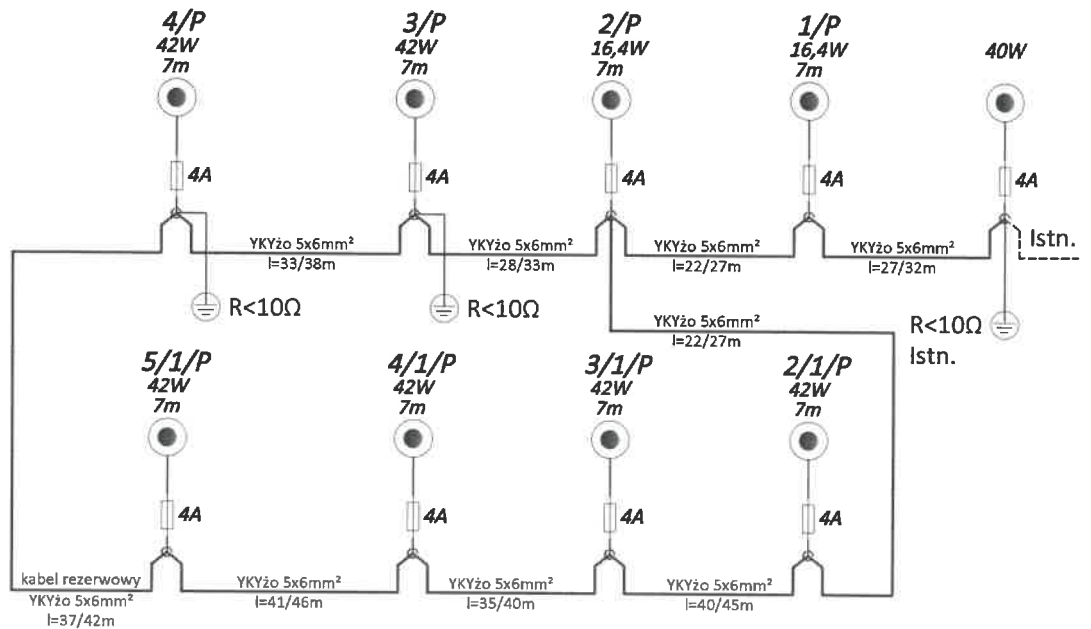 4/P
42W
7m
3/P
42W
7m
2/P
16,4W
7m
1/P
16,4W
7m
40W
4A
4A
4A
4A
4A
YKYżo 5x6mm²
l=33/38m
YKYżo 5x6mm²
l=28/33m
YKYżo 5x6mm²
l=22/27m
YKYżo 5x6mm²
l=27/32m
Istn.
R<10Ω
R<10Ω
YKYżo 5x6mm²
l=22/27m
R<10Ω
Istn.
5/1/P
42W
7m
4/1/P
42W
7m
3/1/P
42W
7m
2/1/P
42W
7m
4A
4A
4A
4A
kabel rezerwowy
YKYżo 5x6mm²
l=37/42m
YKYżo 5x6mm²
l=41/46m
YKYżo 5x6mm²
l=35/40m
YKYżo 5x6mm²
l=40/45m